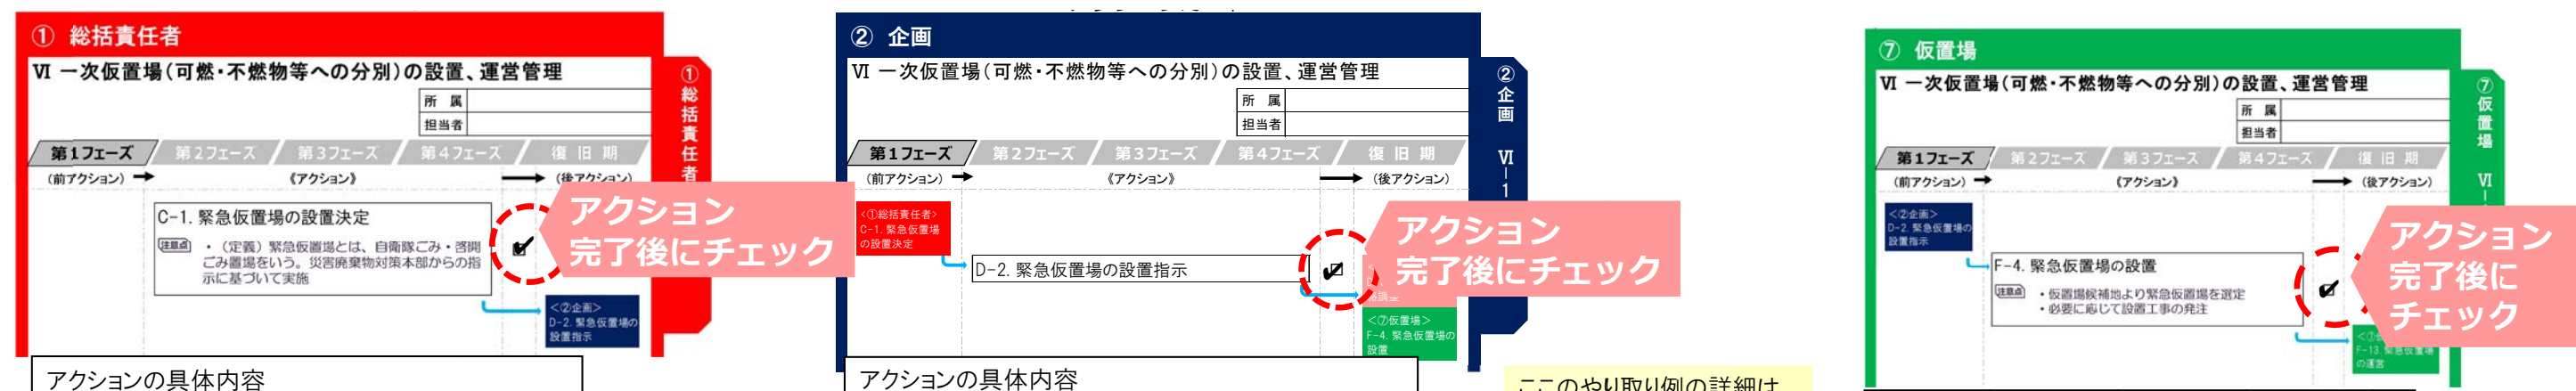 ① 総括責任者
Ⅵ 一次仮置場(可燃・不燃物等への分別)の設置、運営管理
所 属
担当者
第1フェーズ 第2フェーズ 第3フェーズ 第4フェーズ 復 旧 期
(前アクション) 《アクション》 (後アクション)
C-1. 緊急仮置場の設置決定
注意点 ・（定義）緊急仮置場とは、自衛隊ごみ・啓開
ごみ置場をいう。災害廃棄物対策本部からの指
示に基づいて実施
<②企画>
D-2. 緊急仮置場の
設置指示
①総括責任者
アクション
完了後にチェック
アクションの具体内容
② 企画
Ⅵ 一次仮置場(可燃・不燃物等への分別)の設置、運営管理
所 属
担当者
第1フェーズ 第2フェーズ 第3フェーズ 第4フェーズ 復 旧 期
(前アクション) 《アクション》 (後アクション)
<①総括責任者>
C-1. 緊急仮置場
の設置決定
D-2. 緊急仮置場の設置指示
<⑦仮置場>
F-4. 緊急仮置場の
設置
②企画 Ⅵ-1
アクション
完了後にチェック
アクションの具体内容
ここのやり取り例の詳細は
⑦ 仮置場
Ⅵ 一次仮置場(可燃・不燃物等への分別)の設置、運営管理
所 属
担当者
第1フェーズ 第2フェーズ 第3フェーズ 第4フェーズ 復 旧 期
(前アクション) 《アクション》 (後アクション)
<②企画>
D-2. 緊急仮置場の
設置指示
F-4. 緊急仮置場の設置
注意点 ・仮置場候補地より緊急仮置場を選定
・必要に応じて設置工事の発注
F-13. 緊急仮置場
の運営
⑦仮置場 Ⅵ
アクション
完了後に
チェック